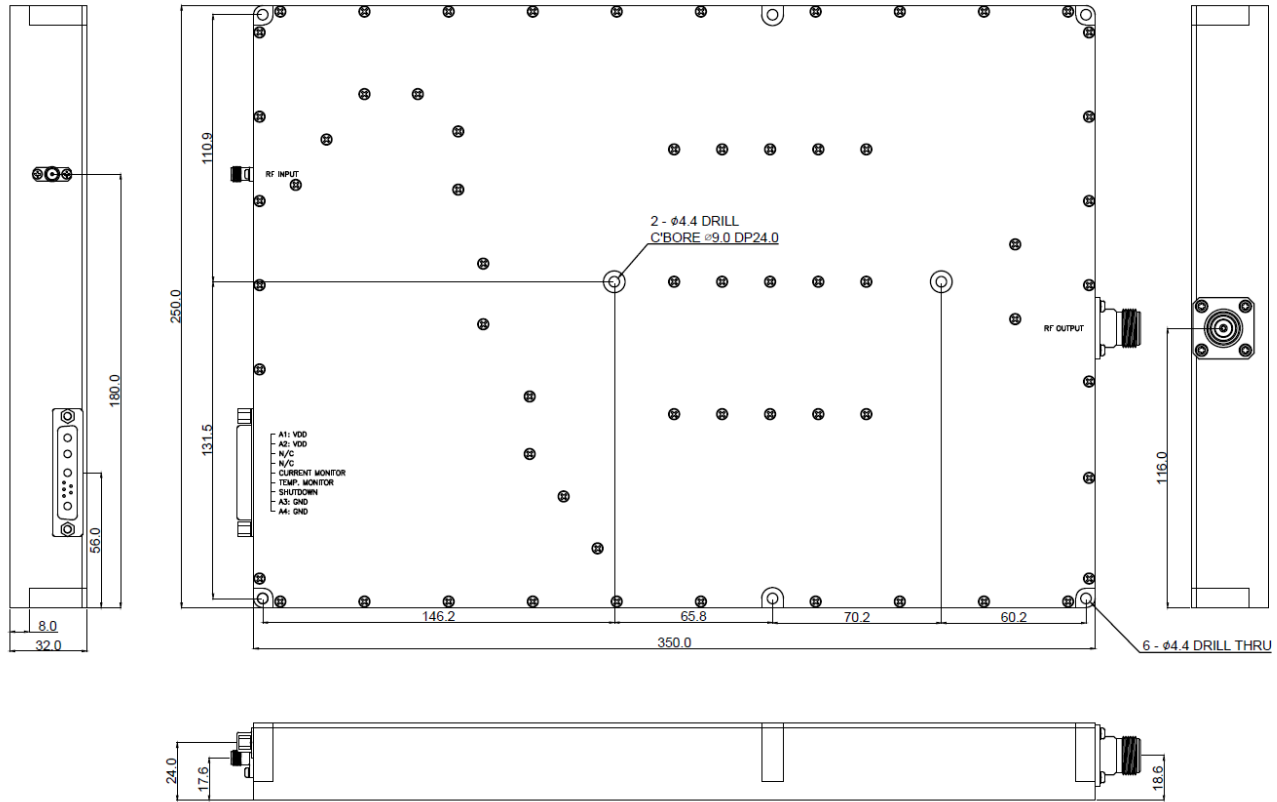 110.9
RF INPUT
2 - ϕ4.4 DRILL
C'BORE ⌀9.0 DP24.0
250.0
180.0
RF OUTPUT
131.5
A1: VDD
A2: VDD
N/C
N/C
CURRENT MONITOR
TEMP. MONITOR
SHUTDOWN
A3: GND
A4: GND
116.0
56.0
8.0
32.0
146.2
65.8
70.2
60.2
350.0
6 - ϕ4.4 DRILL THRU
24.0
17.6
18.6